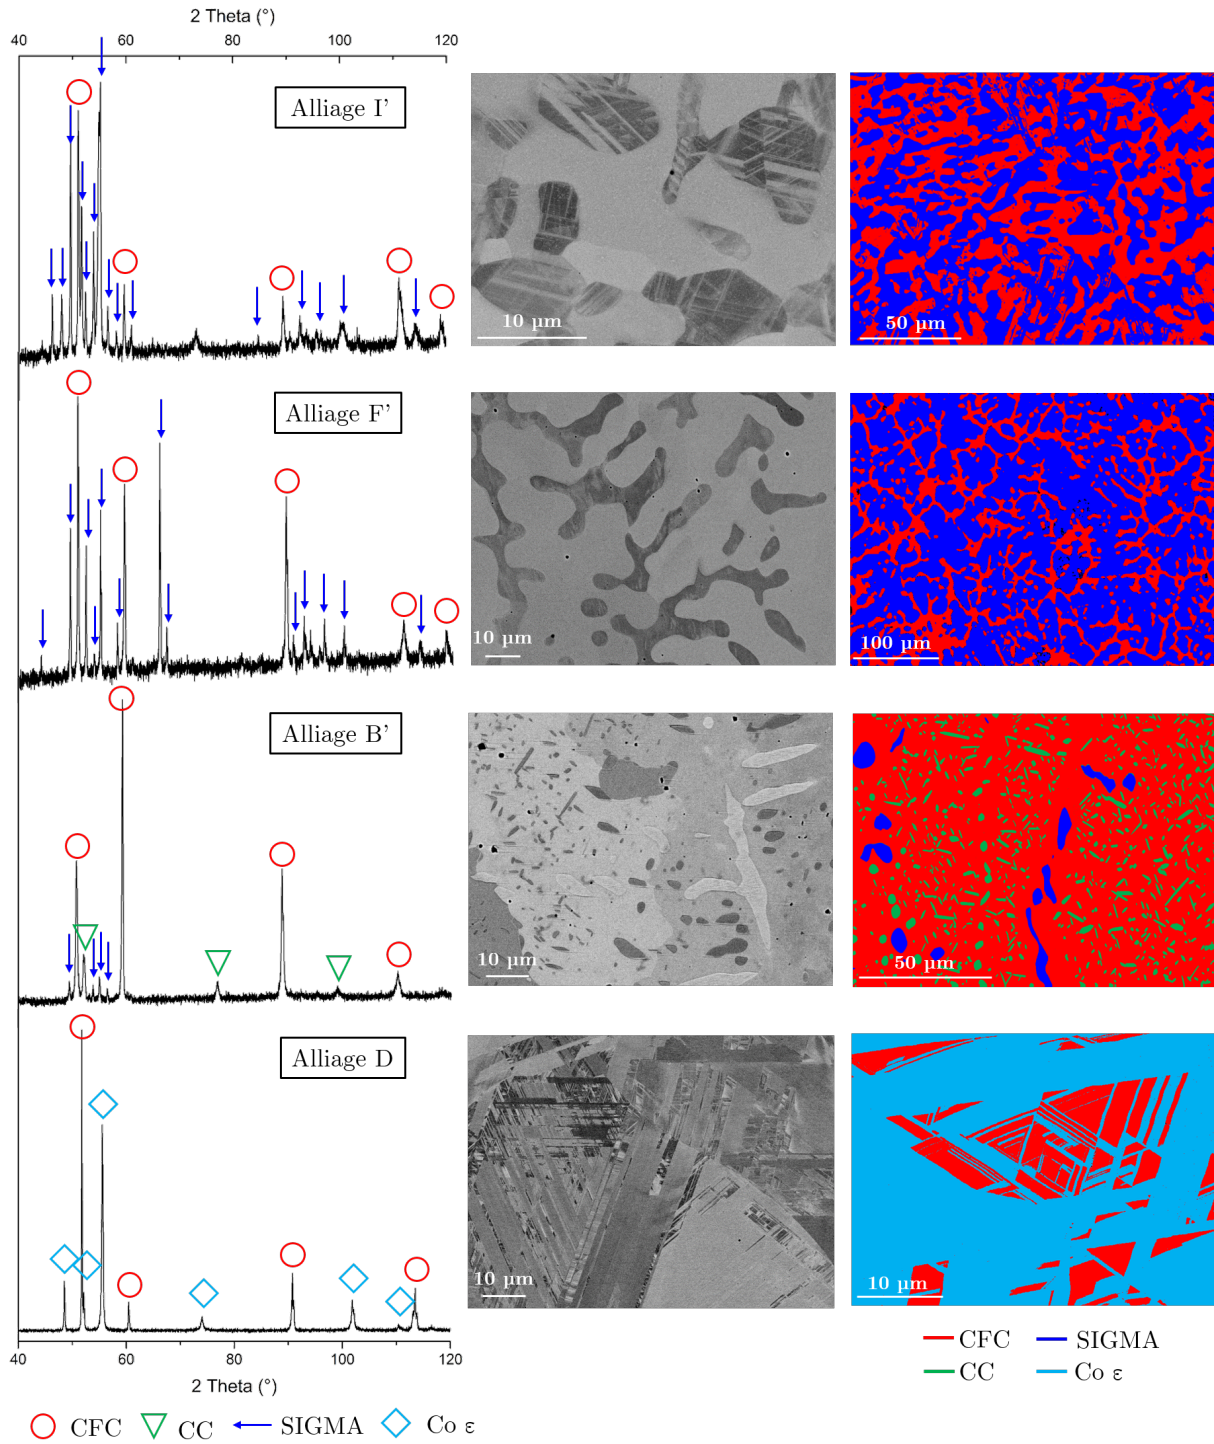 2 Theta (°)
40 60 80 100 120
Alliage I'
10 µm
50 µm
Alliage F'
10 µm
100 µm
Alliage B'
10 µm
50 µm
Alliage D
10 µm
10 µm
40 60 80 100 120
2 Theta (°)
CFC SIGMA
CC Co ε
CFC CC SIGMA Co ε